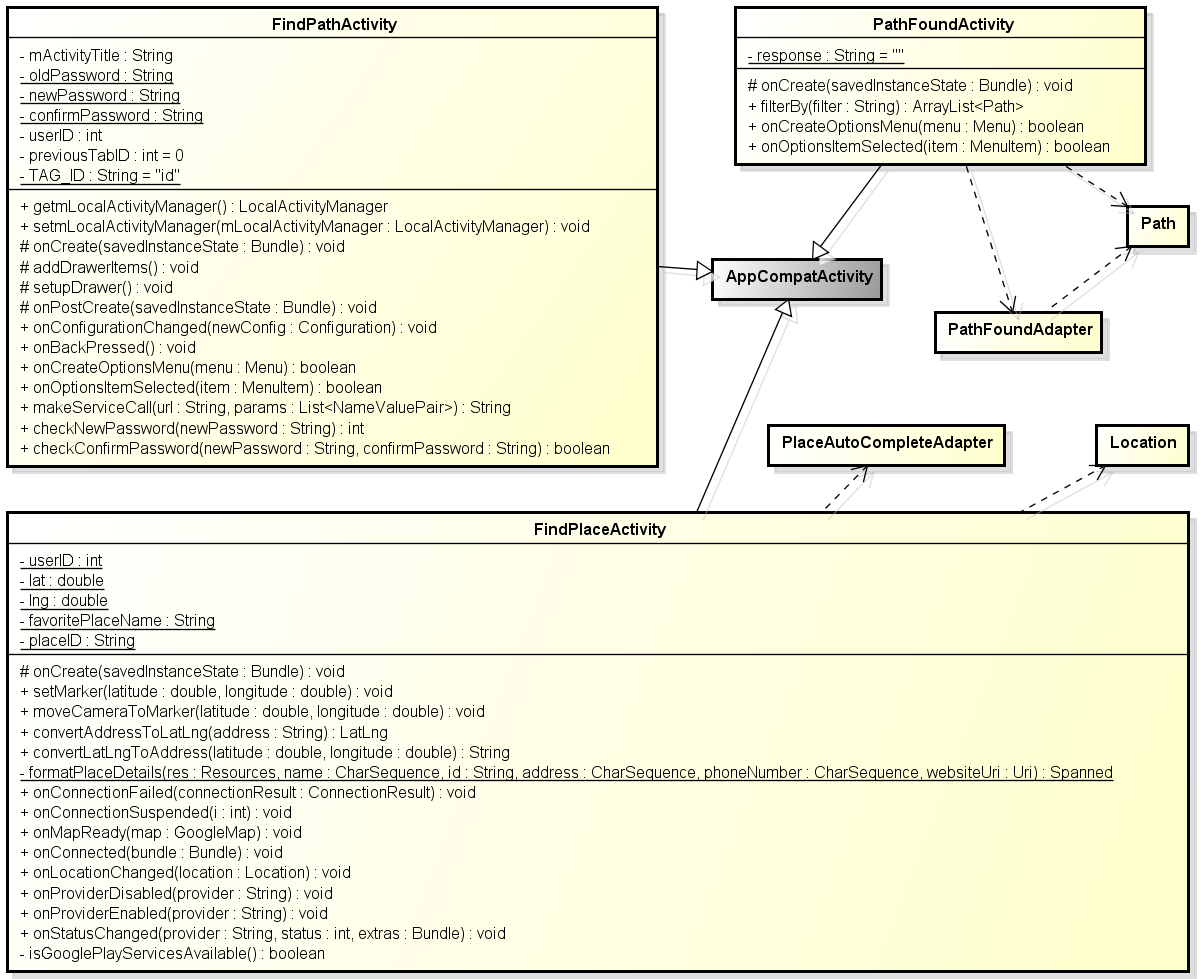 FindPathActivity
- mActivityTitle : String
- oldPassword : String
- newPassword : String
- confirmPassword : String
- userID : int
- previousTabID : int = 0
- TAG_ID : String = "id"
+ getmLocalActivityManager() : LocalActivityManager
+ setmLocalActivityManager(mLocalActivityManager : LocalActivityManager) : void
# onCreate(savedInstanceState : Bundle) : void
# addDrawerItems() : void
# setupDrawer() : void
# onPostCreate(savedInstanceState : Bundle) : void
+ onConfigurationChanged(newConfig : Configuration) : void
+ onBackPressed() : void
+ onCreateOptionsMenu(menu : Menu) : boolean
+ onOptionsItemSelected(item : MenuItem) : boolean
+ makeServiceCall(url : String, params : List<NameValuePair>) : String
+ checkNewPassword(newPassword : String) : int
+ checkConfirmPassword(newPassword : String, confirmPassword : String) : boolean
PathFoundActivity
- response : String = ""
# onCreate(savedInstanceState : Bundle) : void
+ filterBy(filter : String) : ArrayList<Path>
+ onCreateOptionsMenu(menu : Menu) : boolean
+ onOptionsItemSelected(item : MenuItem) : boolean
Path
AppCompatActivity
PathFoundAdapter
PlaceAutoCompleteAdapter
Location
FindPlaceActivity
- userID : int
- lat : double
- lng : double
- favoritePlaceName : String
- placeID : String
# onCreate(savedInstanceState : Bundle) : void
+ setMarker(latitude : double, longitude : double) : void
+ moveCameraToMarker(latitude : double, longitude : double) : void
+ convertAddressToLatLng(address : String) : LatLng
+ convertLatLngToAddress(latitude : double, longitude : double) : String
- formatPlaceDetails(res : Resources, name : CharSequence, id : String, address : CharSequence, phoneNumber : CharSequence, websiteUri : Uri) : Spanned
+ onConnectionFailed(connectionResult : ConnectionResult) : void
+ onConnectionSuspended(i : int) : void
+ onMapReady(map : GoogleMap) : void
+ onConnected(bundle : Bundle) : void
+ onLocationChanged(location : Location) : void
+ onProviderDisabled(provider : String) : void
+ onProviderEnabled(provider : String) : void
+ onStatusChanged(provider : String, status : int, extras : Bundle) : void
- isGooglePlayServicesAvailable() : boolean